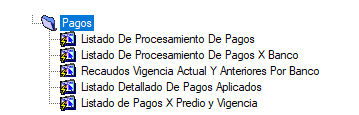 Pagos
Listado De Procesamiento De Pagos
Listado De Procesamiento De Pagos X Banco
Recaudos Vigencia Actual Y Anteriores Por Banco
Listado Detallado De Pagos Aplicados
Listado de Pagos X Predio y Vigencia